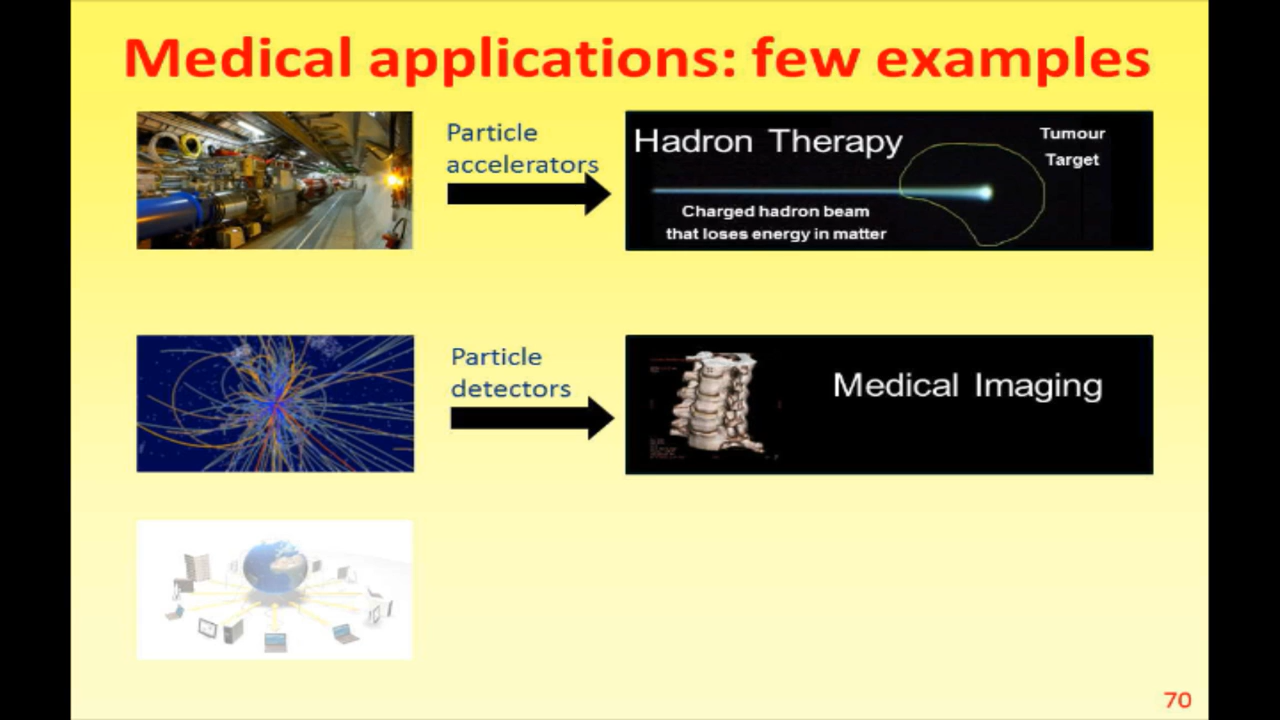 Medical applications: few examples
Particle
accelerators
Hadron Therapy
Tumour
Target
Charged hadron beam
that loses energy in matter
Particle
detectors
Medical Imaging
70